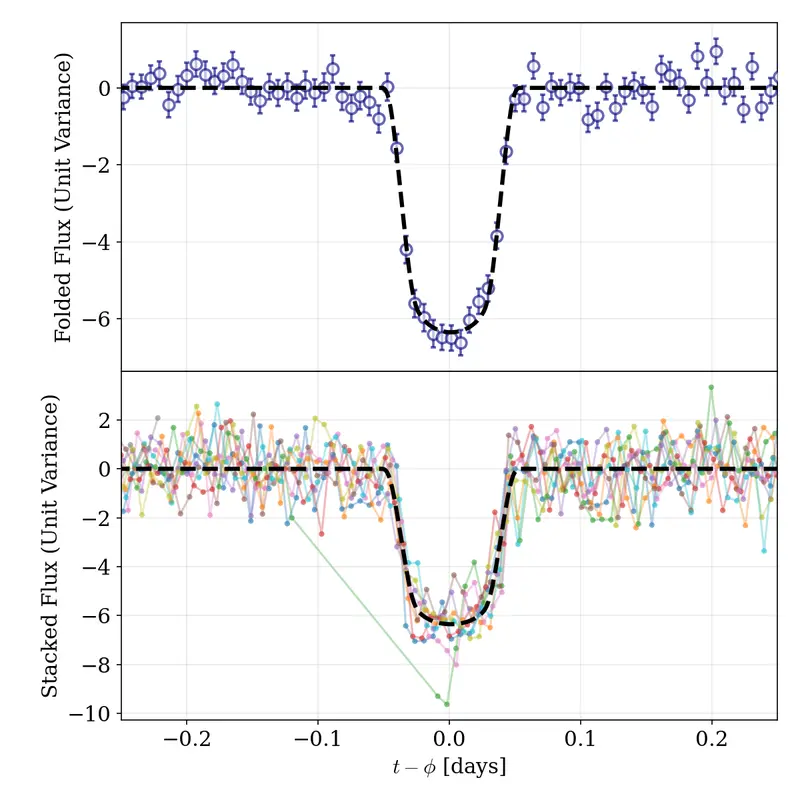 Folded Flux (Unit Variance)
0
−2
−4
−6
Stacked Flux (Unit Variance)
2
0
−2
−4
−6
−8
−10
−0.2 −0.1 0.0 0.1 0.2
t − ϕ [days]